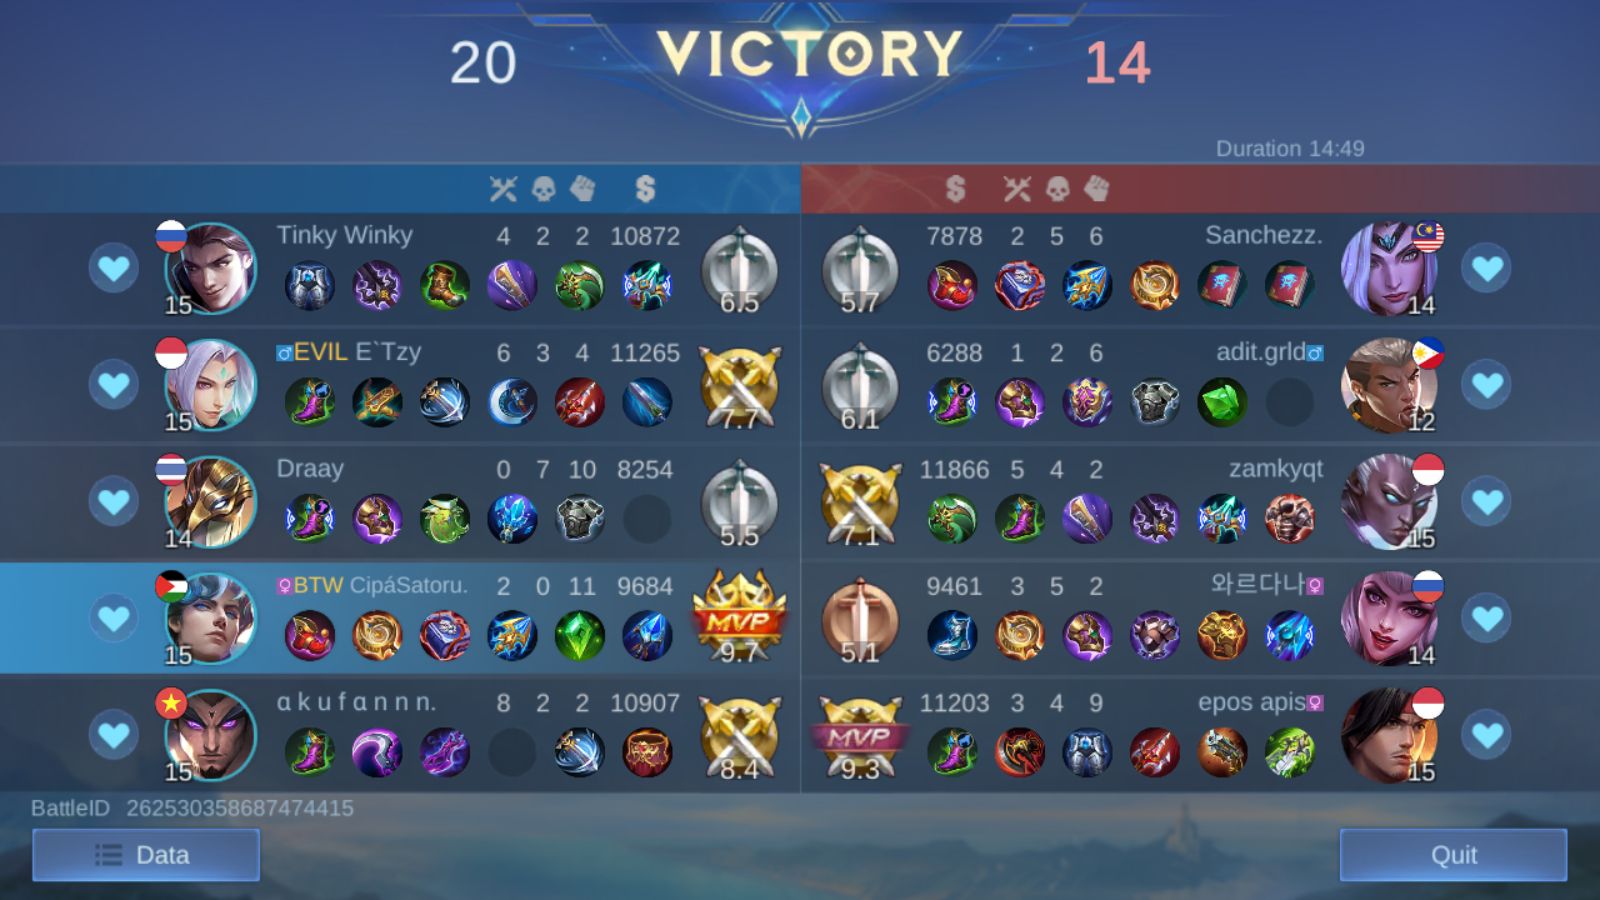 20 VICTORY 14
Duration 14:49
Tinky Winky 4 2 2 10872
15 6.5
7878 2 5 6 Sanchezz.
5.7 14
EVIL E`Tzy 6 3 4 11265
15 7.7
6288 1 2 6 adit.grld
6.1 12
Draay 0 7 10 8254
14 5.5
11866 5 4 2 zamkyqt
7.1 15
BTW CipáSatoru. 2 0 11 9684
MVP
15 9.7
9461 3 5 2 와르다나
5.1 14
ɑ k u f ɑ n n n. 8 2 2 10907
15 8.4
11203 3 4 9 epos apis
MVP
9.3 15
BattleID 262530358687474415
Data
Quit